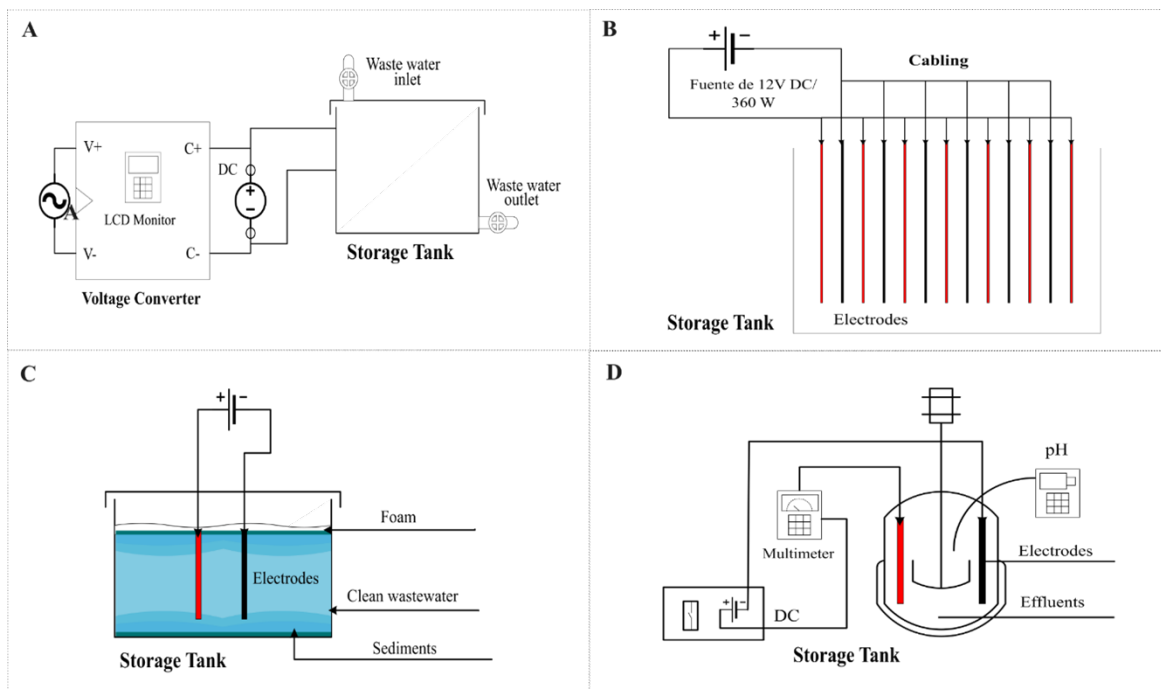 A
Waste water
inlet
V+
C+
DC
+
-
A
LCD Monitor
Waste water
outlet
V-
C-
Storage Tank
Voltage Converter
B
+ -
Cabling
Fuente de 12V DC/
360 W
Storage Tank
Electrodes
C
+ -
Foam
Electrodes
Clean wastewater
Sediments
Storage Tank
D
pH
Multimeter
Electrodes
+ -
DC
Effluents
Storage Tank